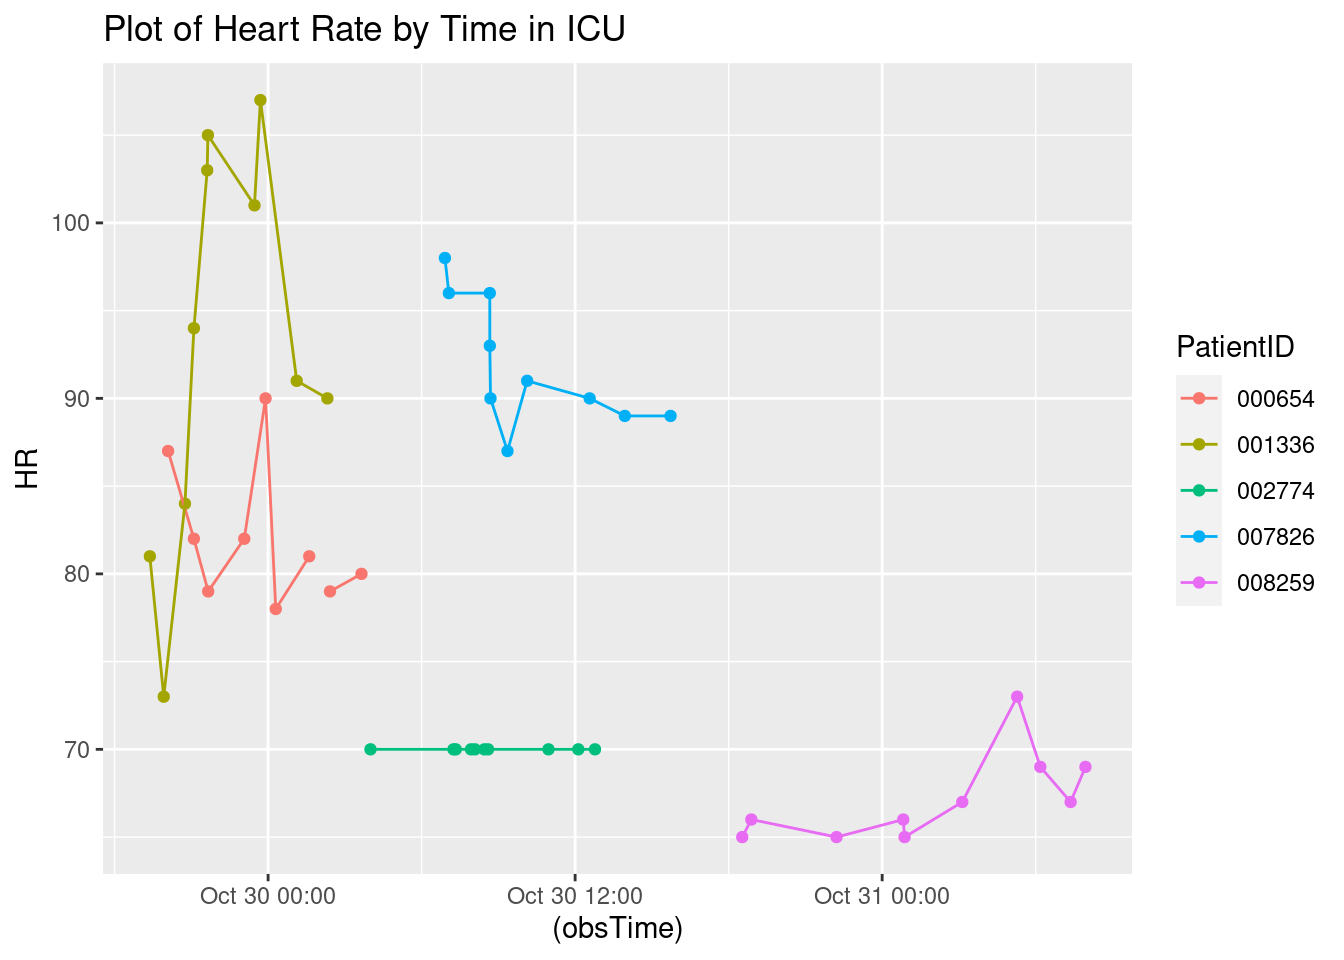 Plot of Heart Rate by Time in ICU
HR
100
90
80
70
Oct 30 00:00
Oct 30 12:00
Oct 31 00:00
(obsTime)
PatientID
000654
001336
002774
007826
008259